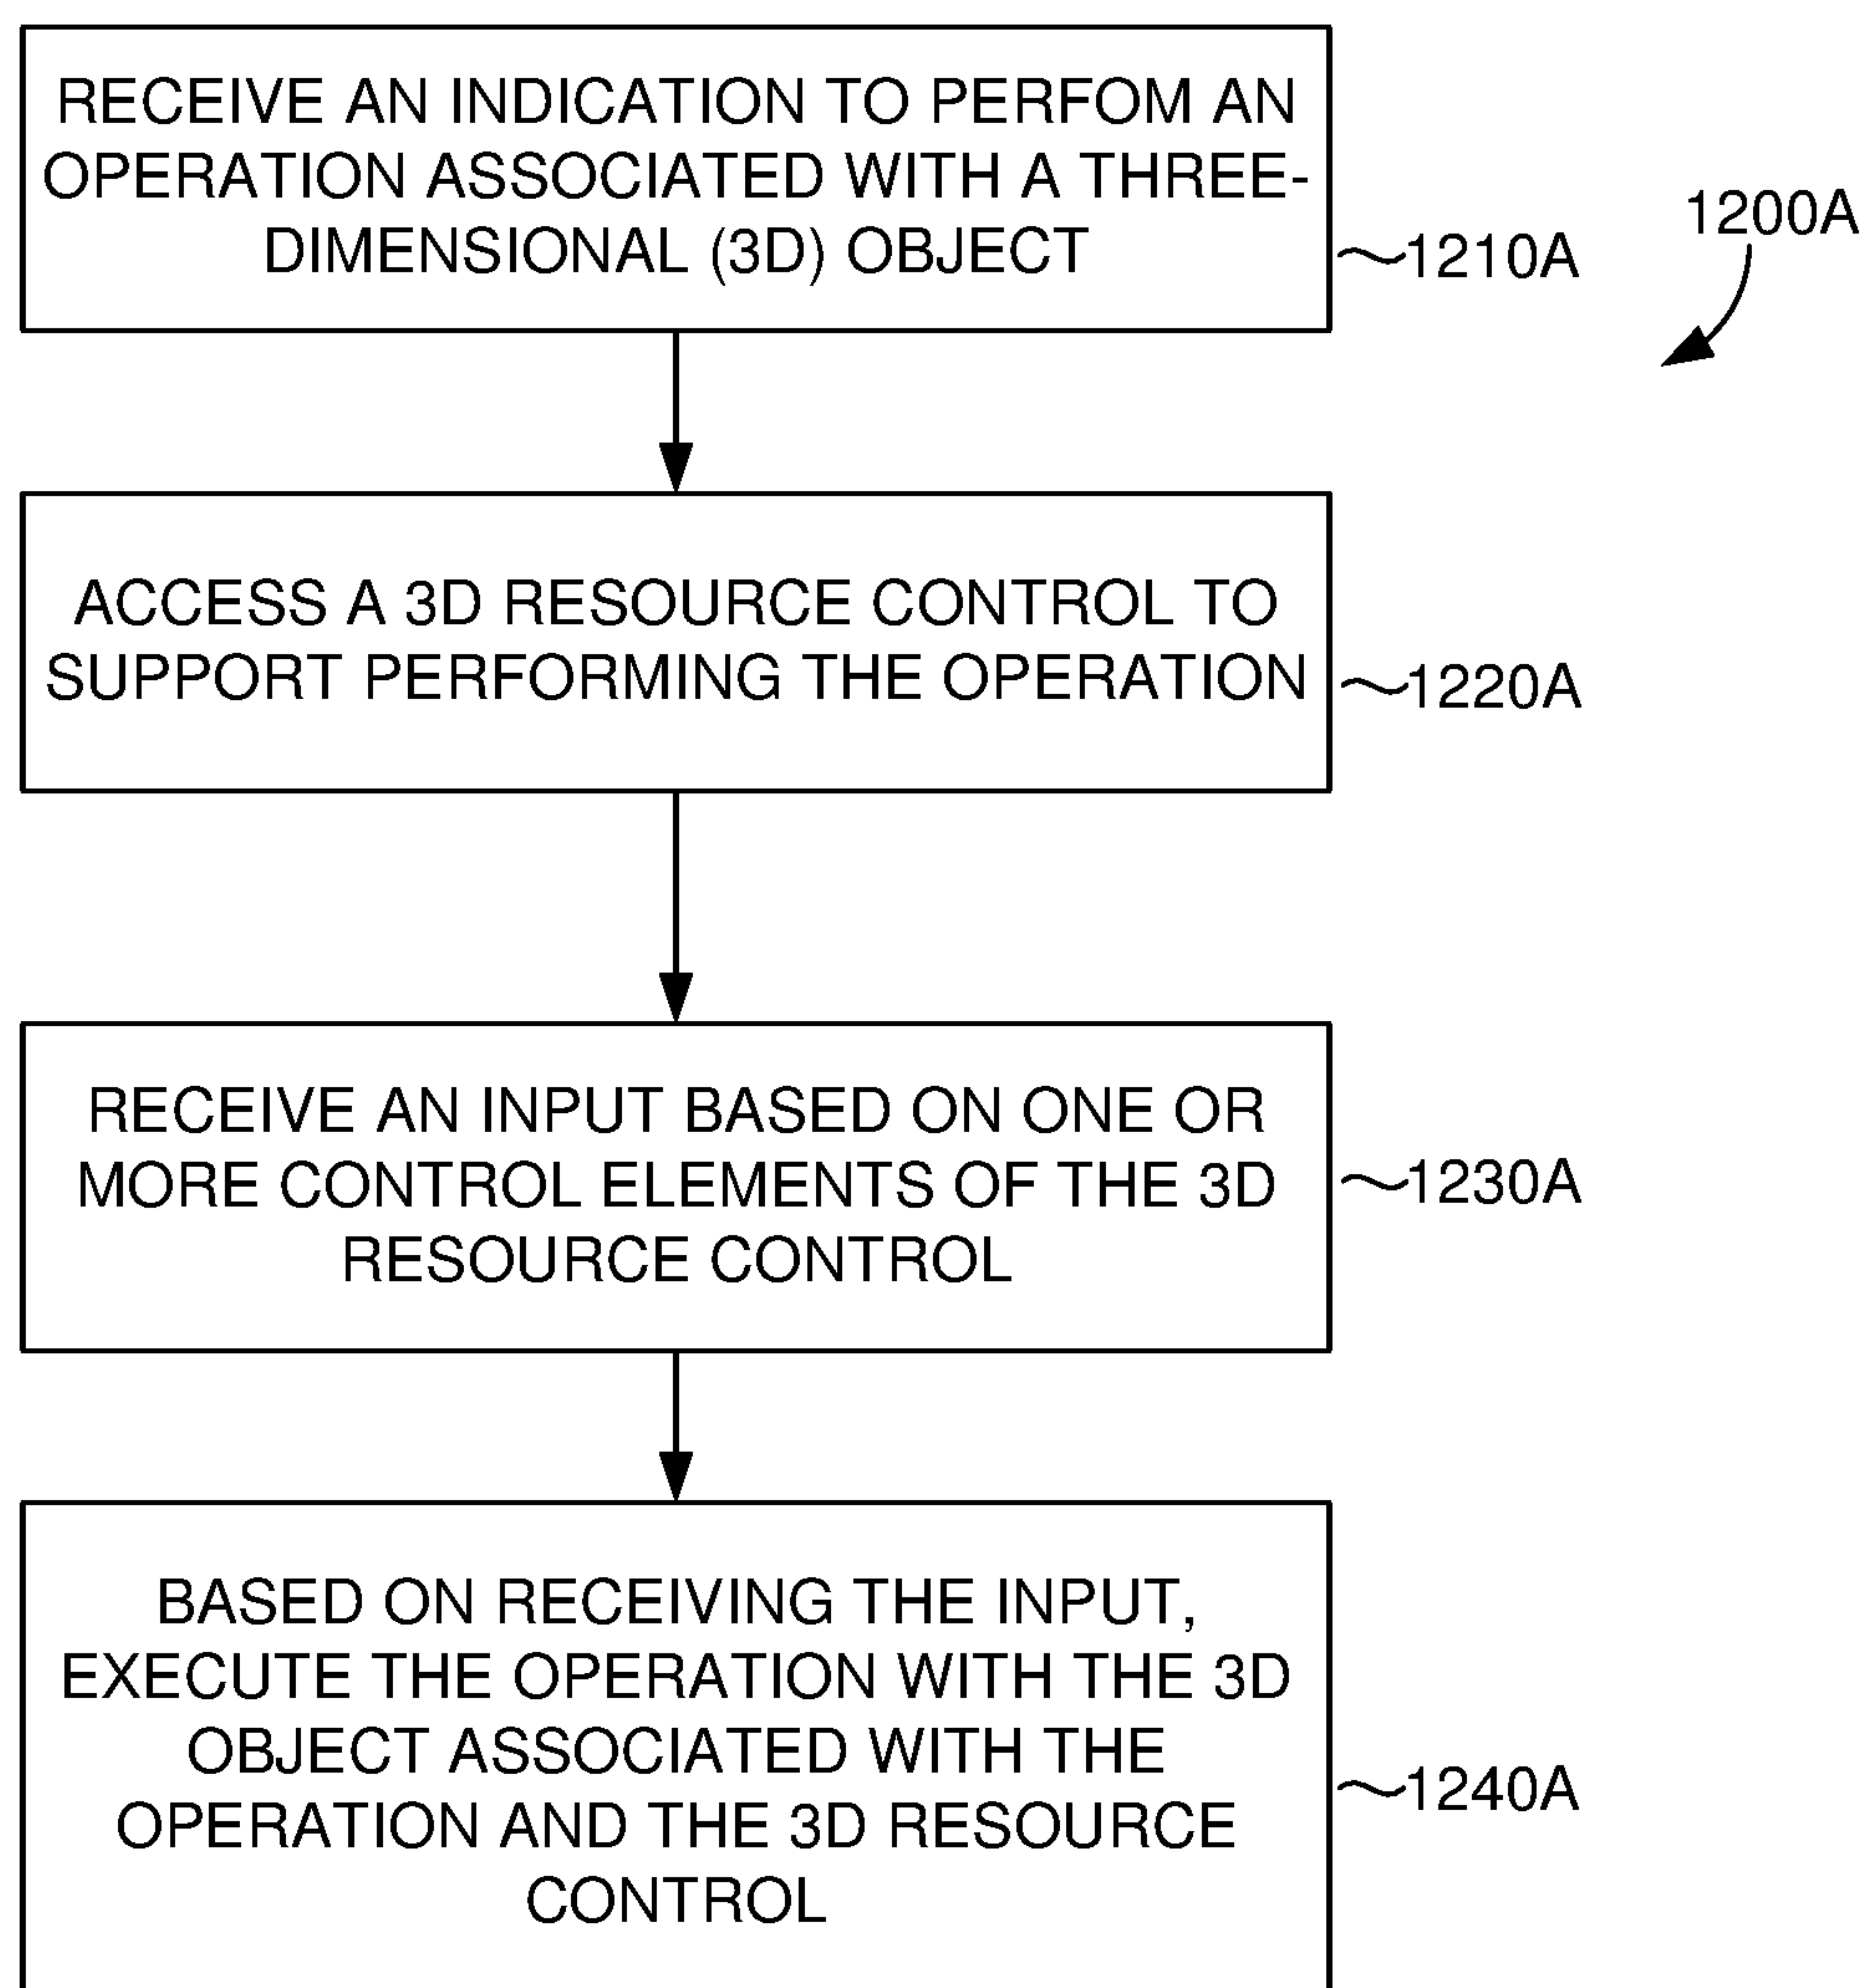 RECEIVE AN INDICATION TO PERFOM AN
OPERATION ASSOCIATED WITH A THREE-
DIMENSIONAL (3D) OBJECT
1210A
1200A
ACCESS A 3D RESOURCE CONTROL TO
SUPPORT PERFORMING THE OPERATION
1220A
RECEIVE AN INPUT BASED ON ONE OR
MORE CONTROL ELEMENTS OF THE 3D
RESOURCE CONTROL
1230A
BASED ON RECEIVING THE INPUT,
EXECUTE THE OPERATION WITH THE 3D
OBJECT ASSOCIATED WITH THE
OPERATION AND THE 3D RESOURCE
CONTROL
1240A